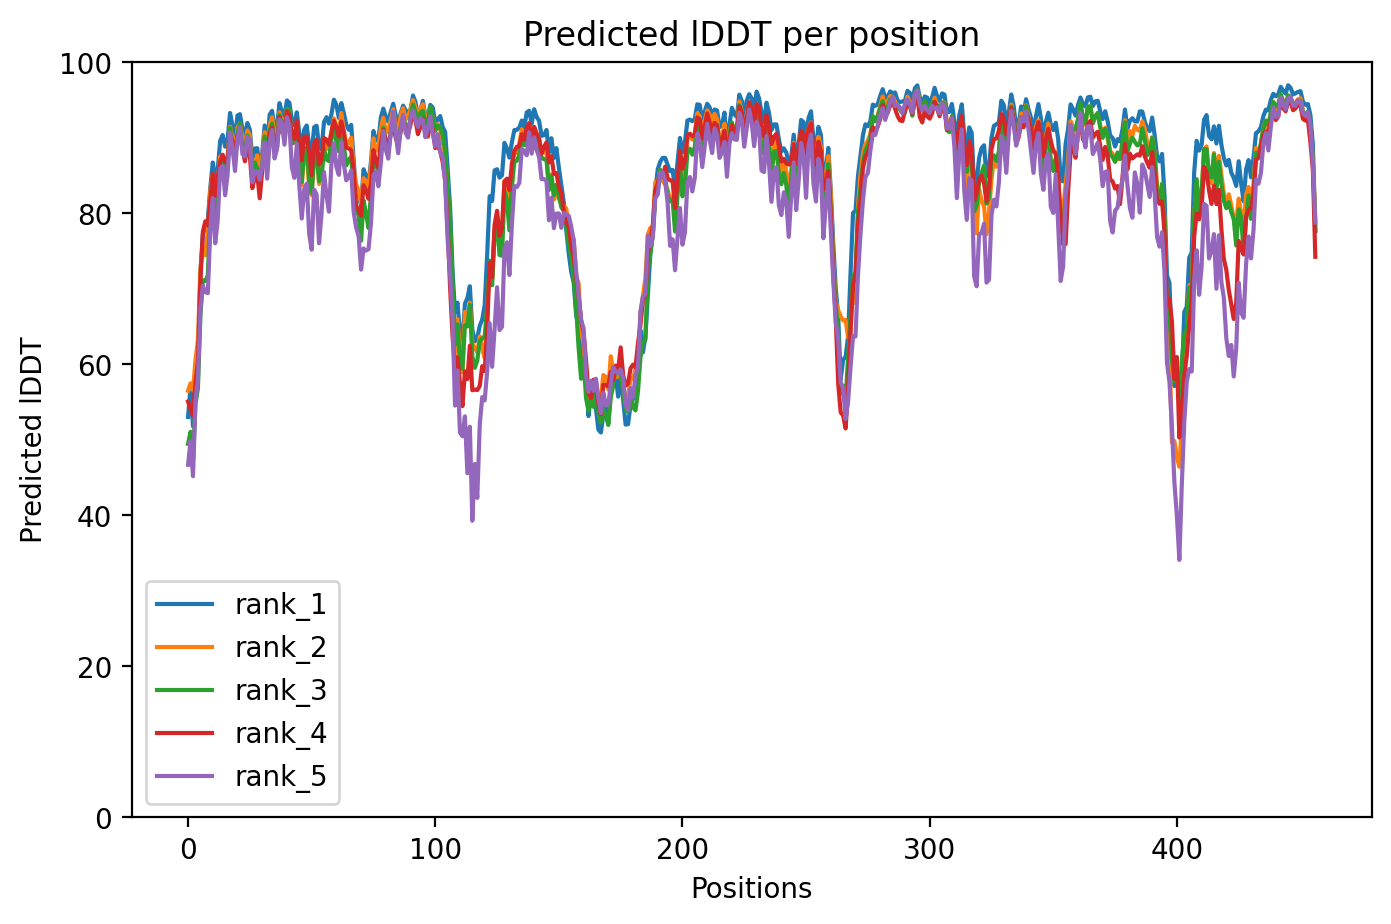 Predicted lDDT per position
100
80
60
40
20
0
Predicted lDDT
rank_1
rank_2
rank_3
rank_4
rank_5
0 100 200 300 400
Positions